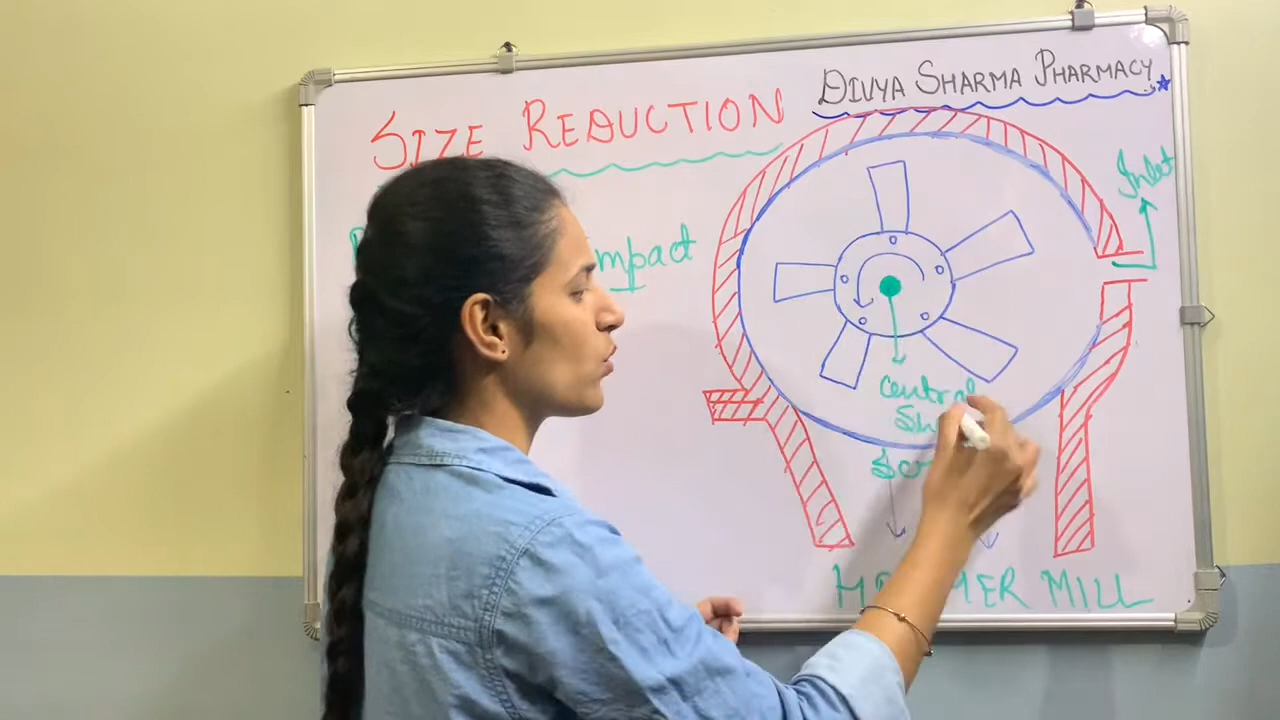 DIVYA SHARMA PHARMACY
SIZE REDUCTION
Inlet
Impact
Central
MILL